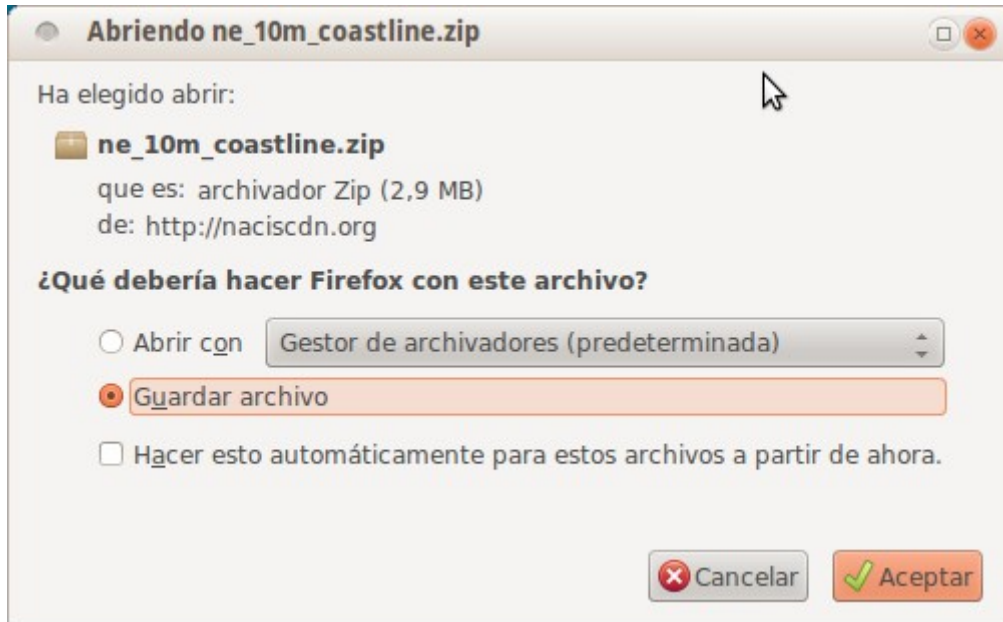 Abriendo ne_10m_coastline.zip
Ha elegido abrir:
ne_10m_coastline.zip
que es: archivador Zip (2,9 MB)
de: http://naciscdn.org
¿Qué debería hacer Firefox con este archivo?
Abrir con Gestor de archivadores (predeterminada)
Guardar archivo
Hacer esto automáticamente para estos archivos a partir de ahora.
Cancelar Aceptar